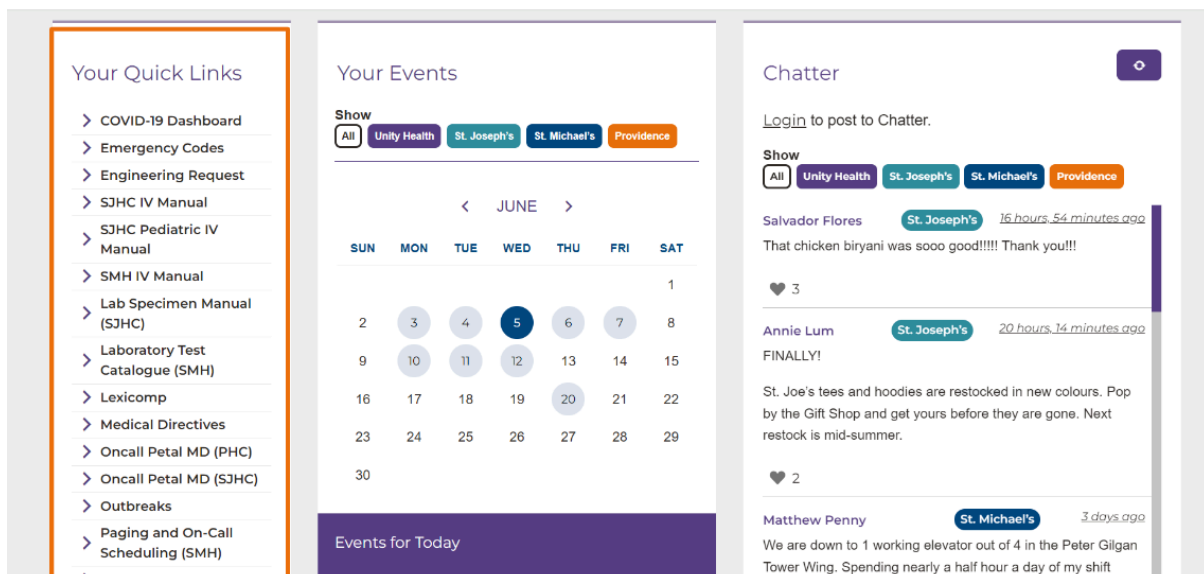 Your Quick Links
COVID-19 Dashboard
Emergency Codes
Engineering Request
SJHC IV Manual
SJHC Pediatric IV
Manual
SMH IV Manual
Lab Specimen Manual
(SJHC)
Laboratory Test
Catalogue (SMH)
Lexicomp
Medical Directives
Oncall Petal MD (PHC)
Oncall Petal MD (SJHC)
Outbreaks
Paging and On-Call
Scheduling (SMH)
Your Events
Show
All Unity Health St. Joseph's St. Michael's Providence
JUNE
SUN MON TUE WED THU FRI SAT
1
2 3 4 5 6 7 8
9 10 11 12 13 14 15
16 17 18 19 20 21 22
23 24 25 26 27 28 29
30
Events for Today
Chatter
Login to post to Chatter.
Show
All Unity Health St. Joseph's St. Michael's Providence
Salvador Flores St. Joseph's 16 hours, 54 minutes ago
That chicken biryani was sooo good!!!!! Thank you!!!
3
Annie Lum St. Joseph's 20 hours, 14 minutes ago
FINALLY!
St. Joe's tees and hoodies are restocked in new colours. Pop
by the Gift Shop and get yours before they are gone. Next
restock is mid-summer.
2
Matthew Penny St. Michael's 3 days ago
We are down to 1 working elevator out of 4 in the Peter Gilgan
Tower Wing. Spending nearly a half hour a day of my shift